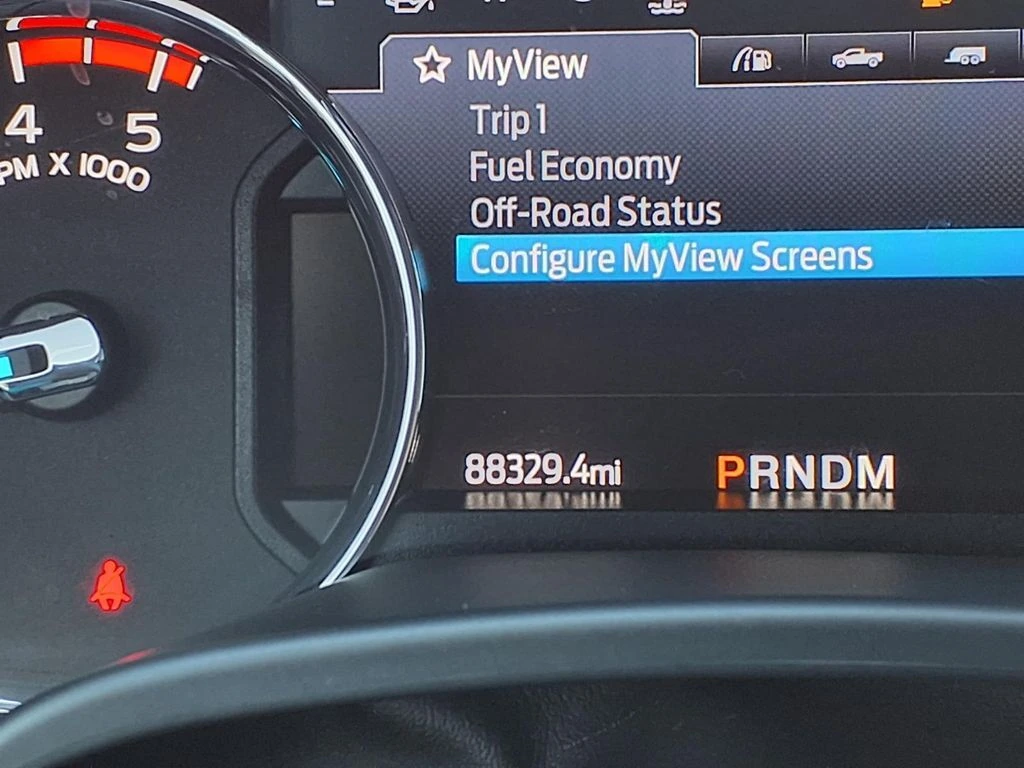 MyView
Trip 1
Fuel Economy
Off-Road Status
Configure MyView Screens
88329.4mi
PRNDM
4 5
PM X 1000